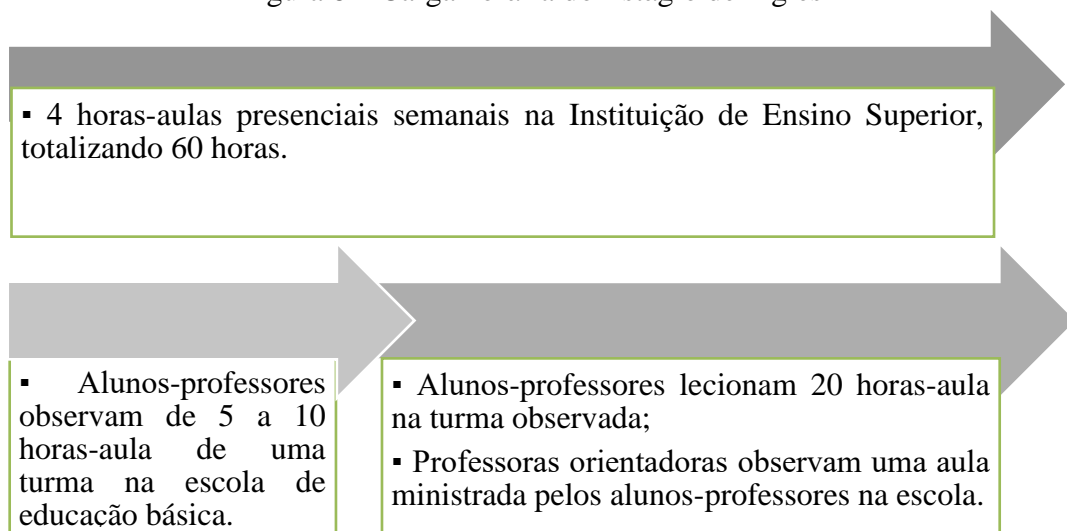 ▪ 4 horas-aulas presenciais semanais na Instituição de Ensino Superior,
totalizando 60 horas.
▪ Alunos-professores
observam de 5 a 10
horas-aula de uma
turma na escola de
educação básica.
▪ Alunos-professores lecionam 20 horas-aula
na turma observada;
▪ Professoras orientadoras observam uma aula
ministrada pelos alunos-professores na escola.